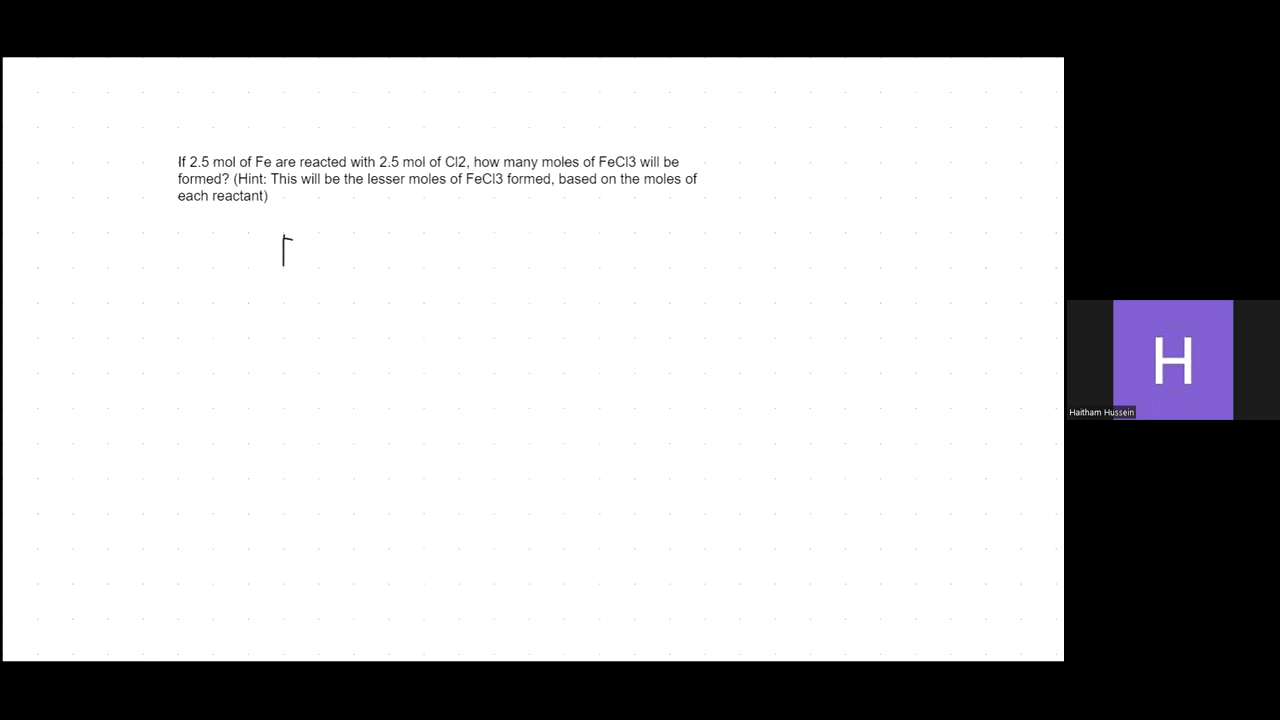 If 2.5 mol of Fe are reacted with 2.5 mol of Cl2, how many moles of FeCl3 will be
formed? (Hint: This will be the lesser moles of FeCl3 formed, based on the moles of
each reactant)
H
Haitham Hussein